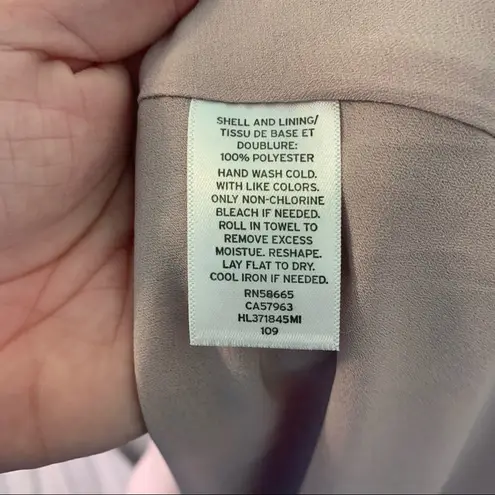 SHELL AND LINING/
TISSU DE BASE ET
DOUBLURE:
100% POLYESTER
HAND WASH COLD.
WITH LIKE COLORS.
ONLY NON-CHLORINE
BLEACH IF NEEDED.
ROLL IN TOWEL TO
REMOVE EXCESS
MOISTUE. RESHAPE.
LAY FLAT TO DRY.
COOL IRON IF NEEDED.
RN58665
CA57963
HL371845MI
109